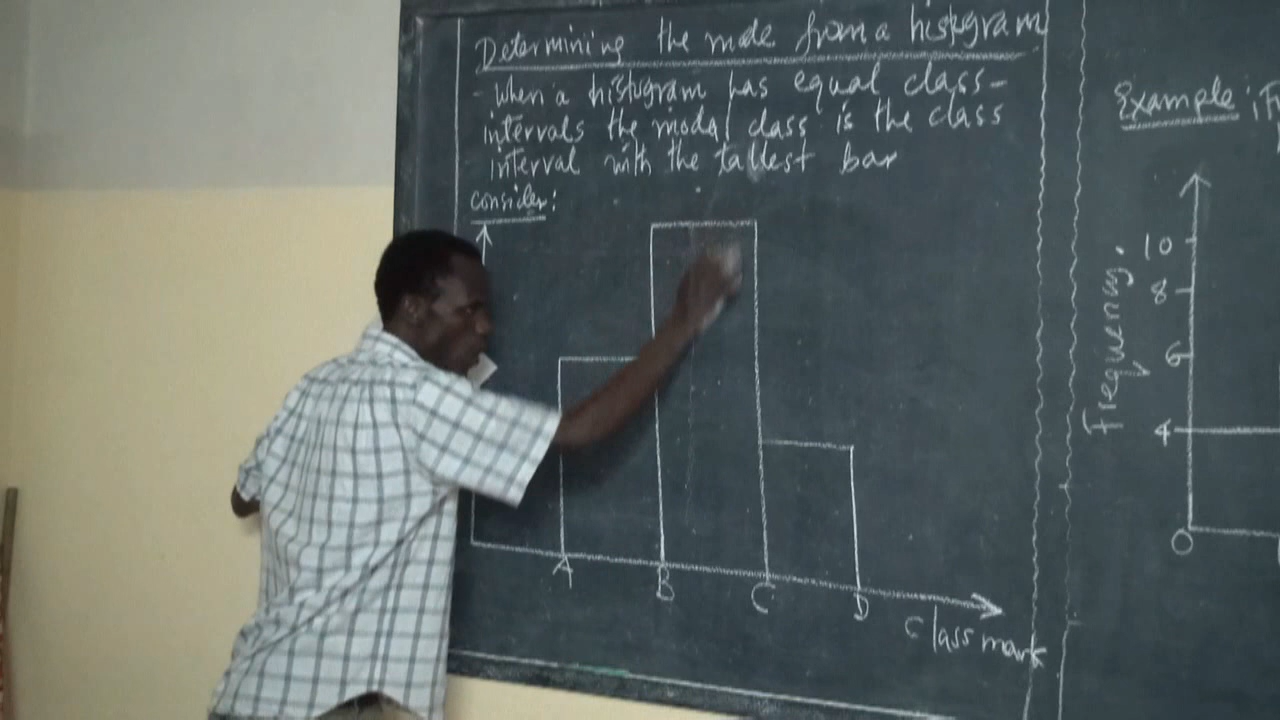 Determining the mode from a histogram
- when a histogram has equal class-
intervals the modal class is the class
interval with the tallest bar
consider:
A B C D
class mark
Example:
Frequency.
10
8
6
4
0